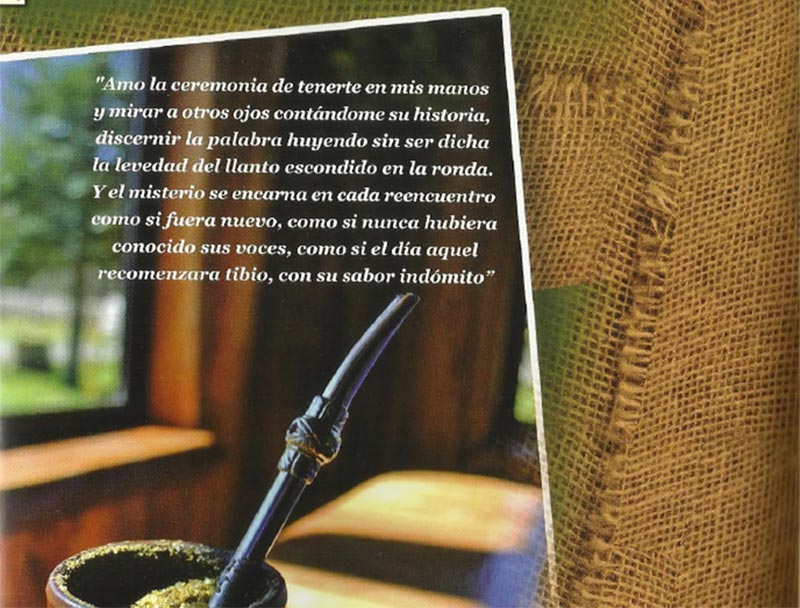 "Amo la ceremonia de tenerte en mis manos
y mirar a otros ojos contándome su historia,
discernir la palabra huyendo sin ser dicha
la levedad del llanto escondido en la ronda.
Y el misterio se encarna en cada reencuentro
como si fuera nuevo, como si nunca hubiera
conocido sus voces, como si el día aquel
recomenzara tibio, con su sabor indómito”